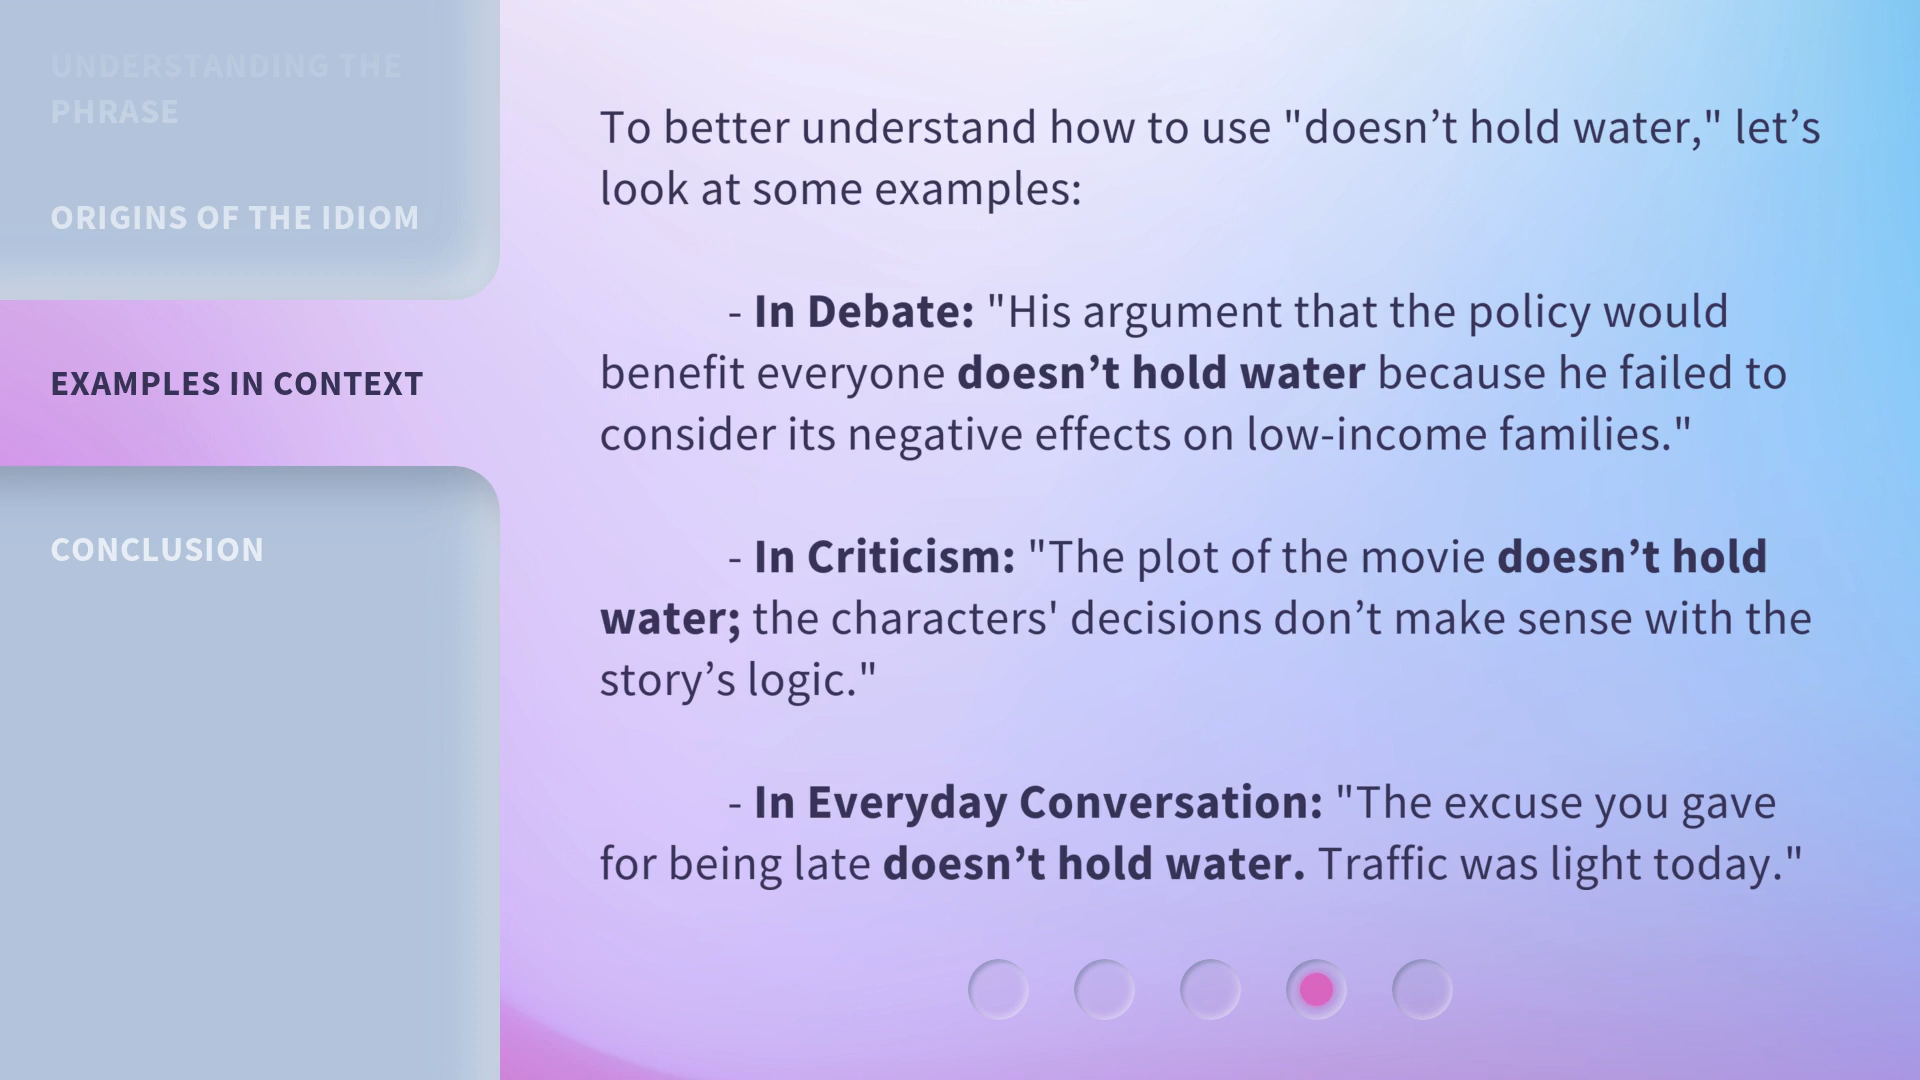 UNDERSTANDING THE
PHRASE
ORIGINS OF THE IDIOM
EXAMPLES IN CONTEXT
CONCLUSION
To better understand how to use "doesn’t hold water," let’s
look at some examples:
- In Debate: "His argument that the policy would
benefit everyone doesn’t hold water because he failed to
consider its negative effects on low-income families."
- In Criticism: "The plot of the movie doesn’t hold
water; the characters' decisions don’t make sense with the
story’s logic."
- In Everyday Conversation: "The excuse you gave
for being late doesn’t hold water. Traffic was light today."